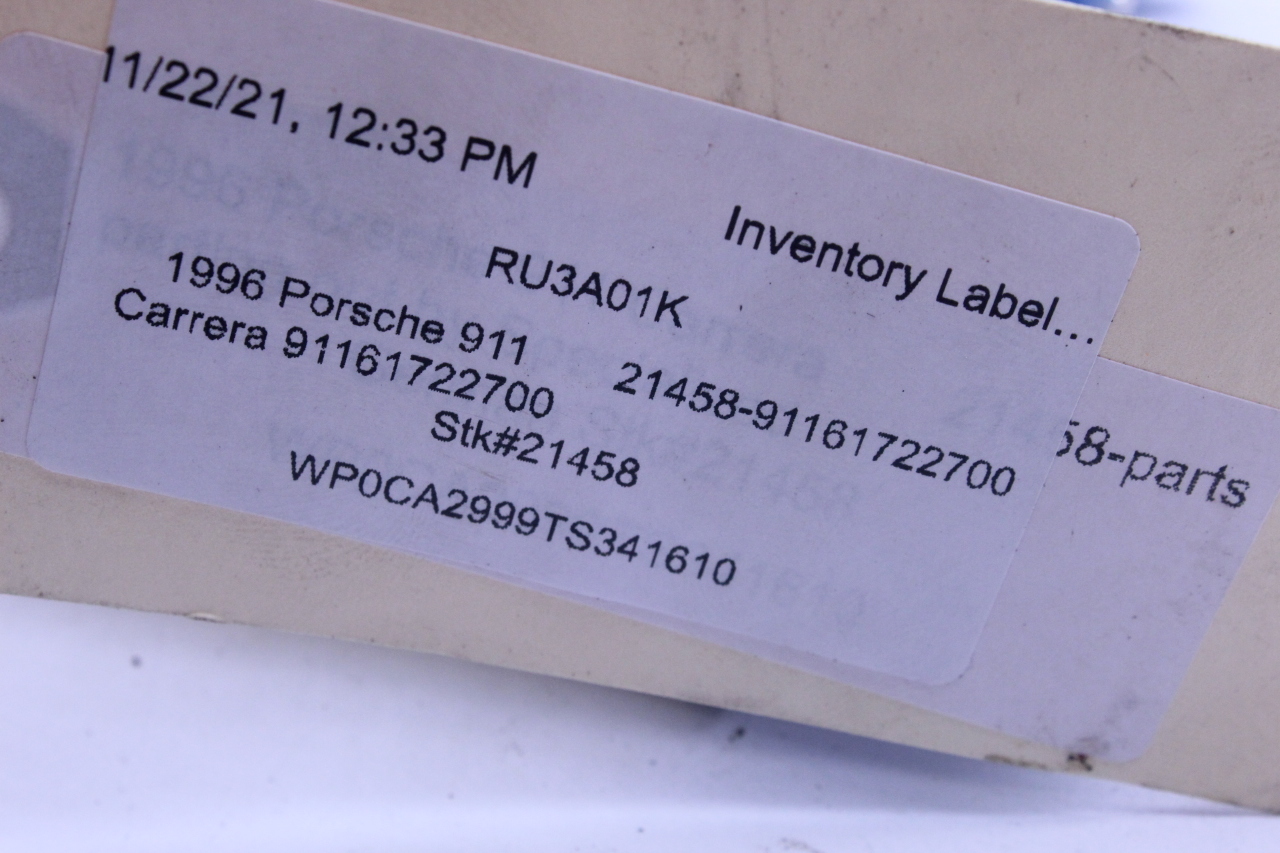 11/22/21, 12:33 PM
Inventory Label...
RU3A01K
1996 Porsche 911
Carrera 91161722700
21458-91161722700
Stk#21458
WP0CA2999TS341610
58-parts